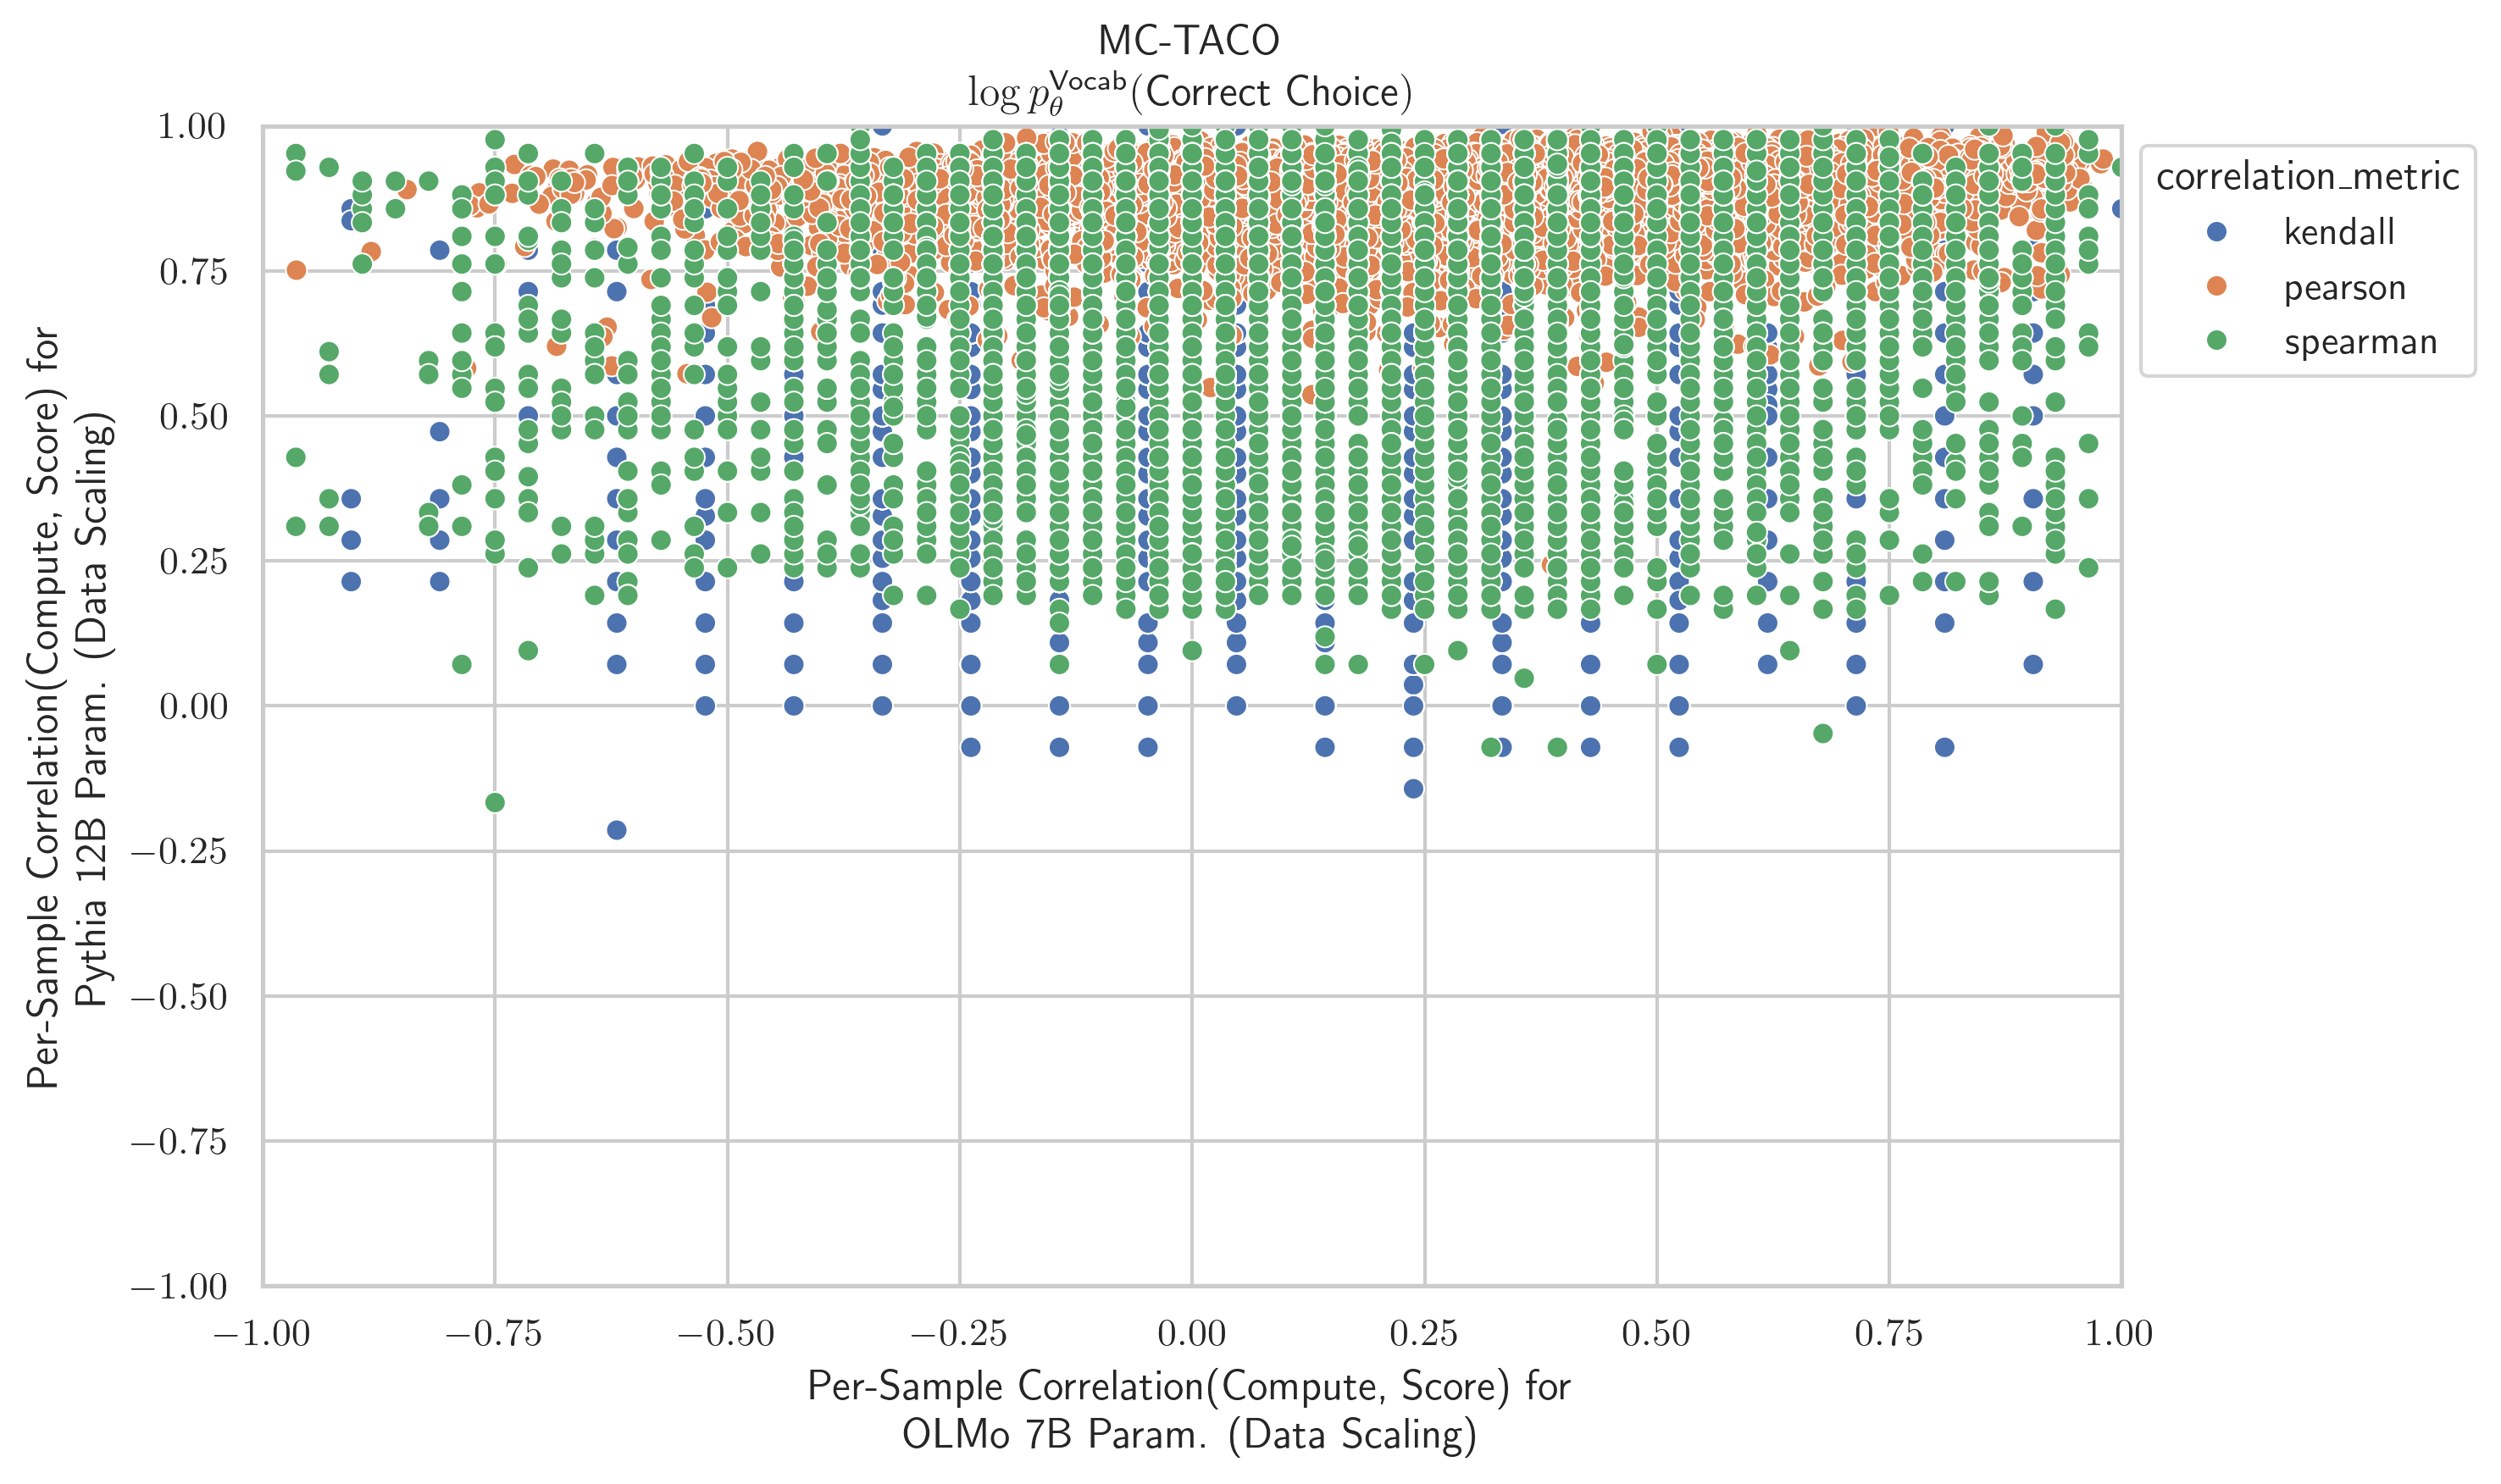 MC-TACO
log p_θ^Vocab(Correct Choice)
Per-Sample Correlation(Compute, Score) for
Pythia 12B Param. (Data Scaling)
1.00
0.75
0.50
0.25
0.00
−0.25
−0.50
−0.75
−1.00
−1.00 −0.75 −0.50 −0.25 0.00 0.25 0.50 0.75 1.00
Per-Sample Correlation(Compute, Score) for
OLMo 7B Param. (Data Scaling)
correlation_metric
kendall
pearson
spearman